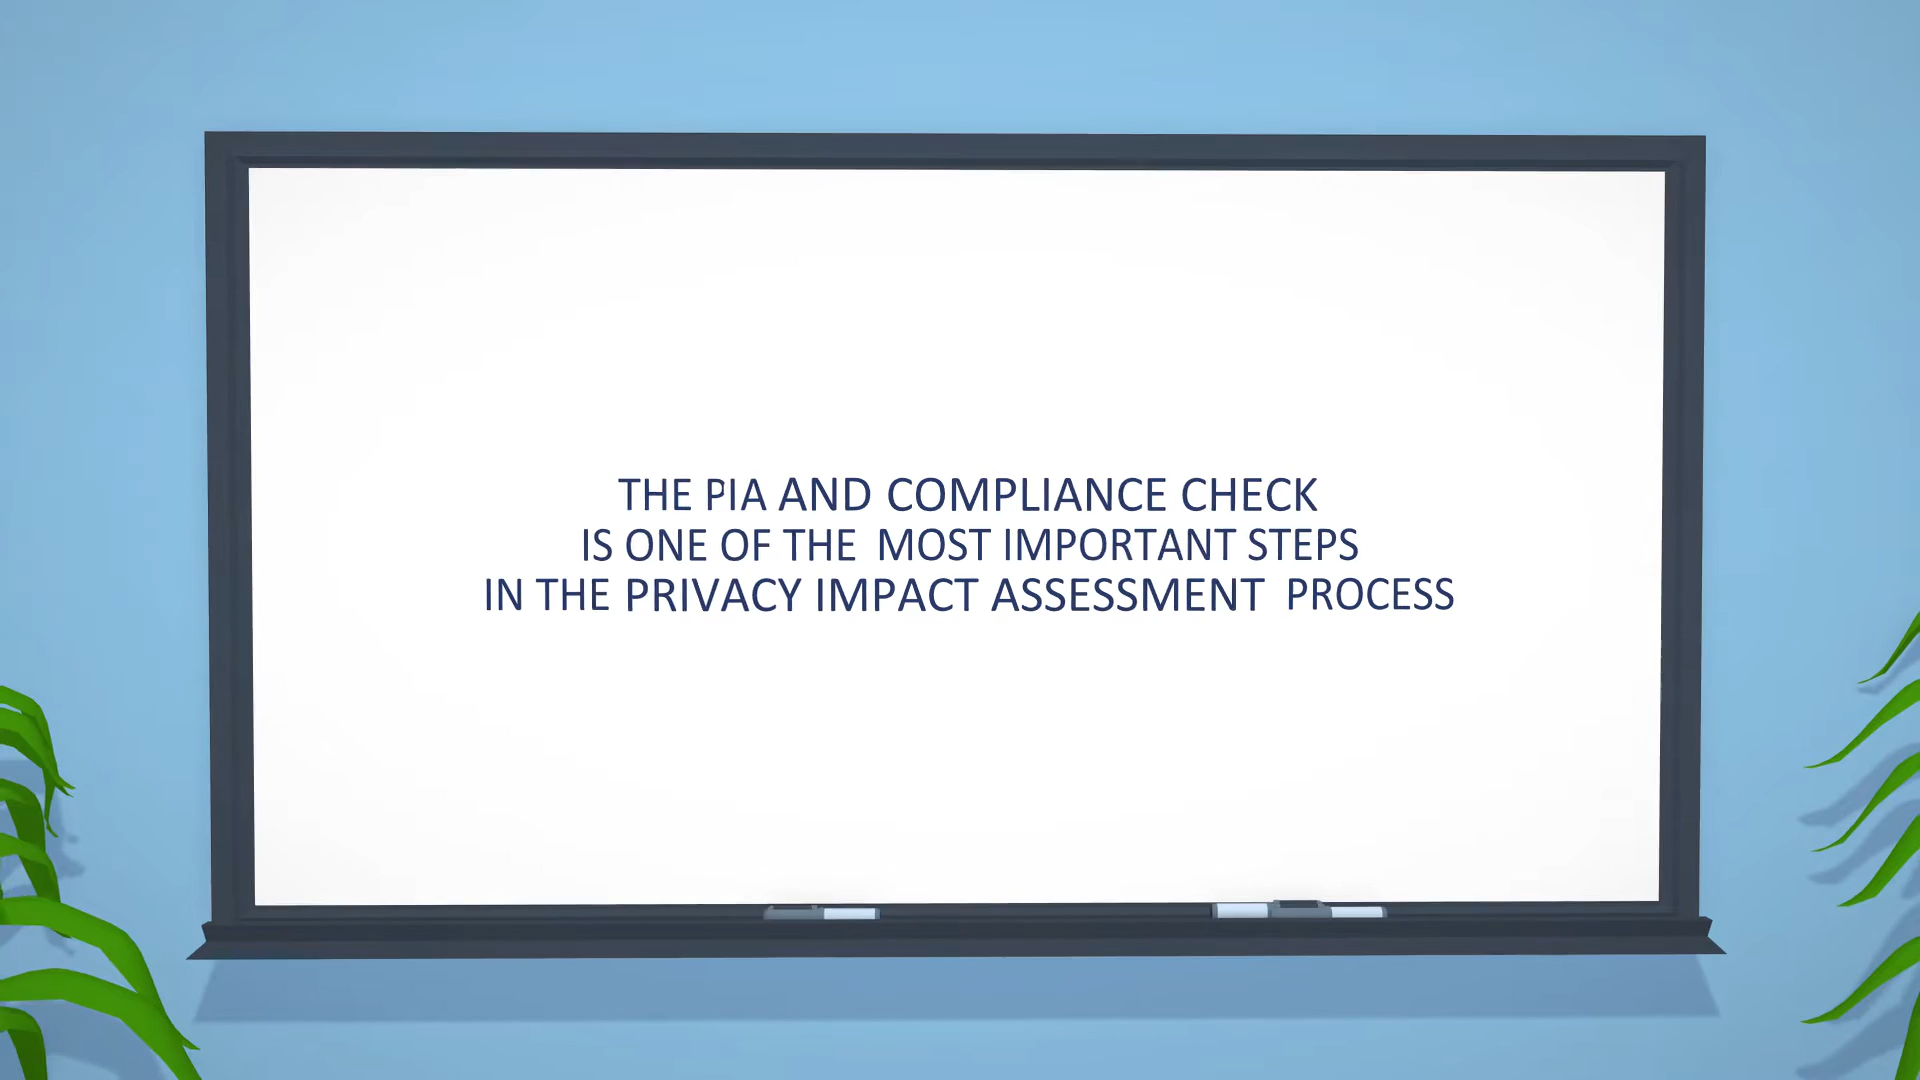 THE PIA AND COMPLIANCE CHECK
IS ONE OF THE MOST IMPORTANT STEPS
IN THE PRIVACY IMPACT ASSESSMENT PROCESS